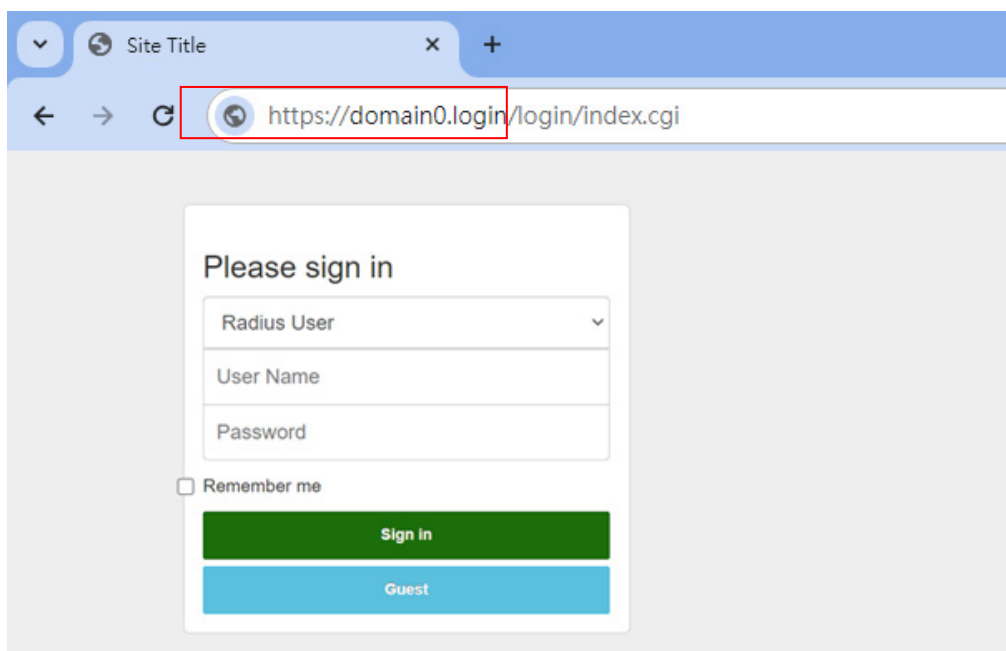 Site Title
https://domain0.login/login/index.cgi
Please sign in
Radius User
User Name
Password
Remember me
Sign in
Guest